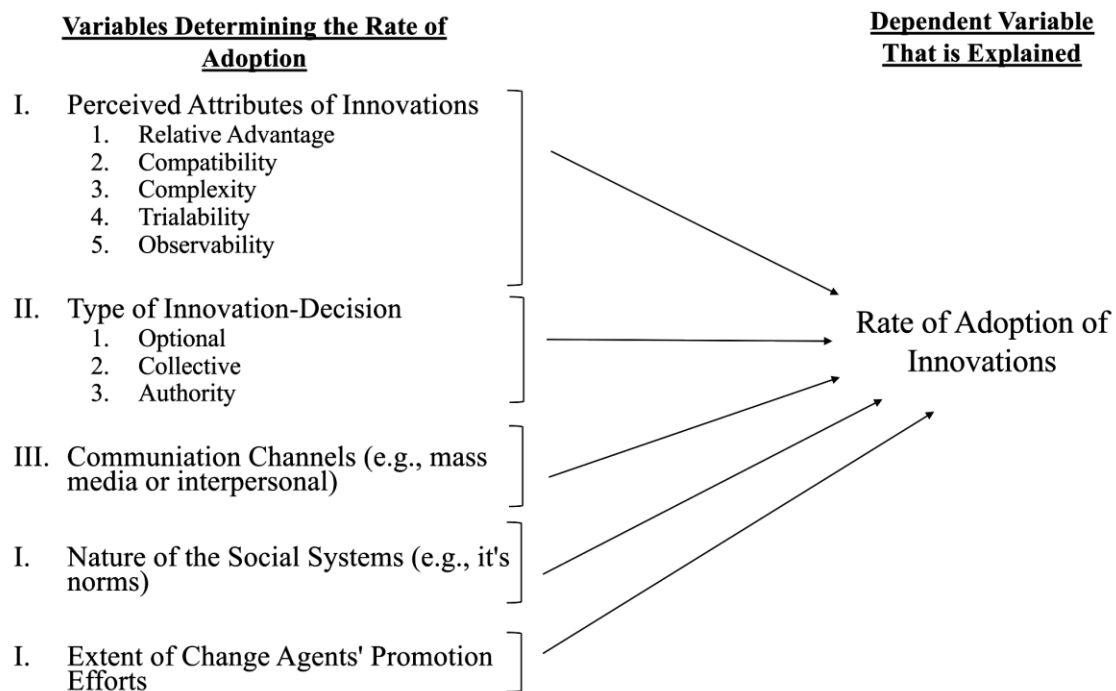 Variables Determining the Rate of
Adoption
Dependent Variable
That is Explained
I. Perceived Attributes of Innovations
1. Relative Advantage
2. Compatibility
3. Complexity
4. Trialability
5. Observability
II. Type of Innovation-Decision
1. Optional
2. Collective
3. Authority
III. Communiation Channels (e.g., mass
media or interpersonal)
I. Nature of the Social Systems (e.g., it's
norms)
I. Extent of Change Agents' Promotion
Efforts
Rate of Adoption of
Innovations